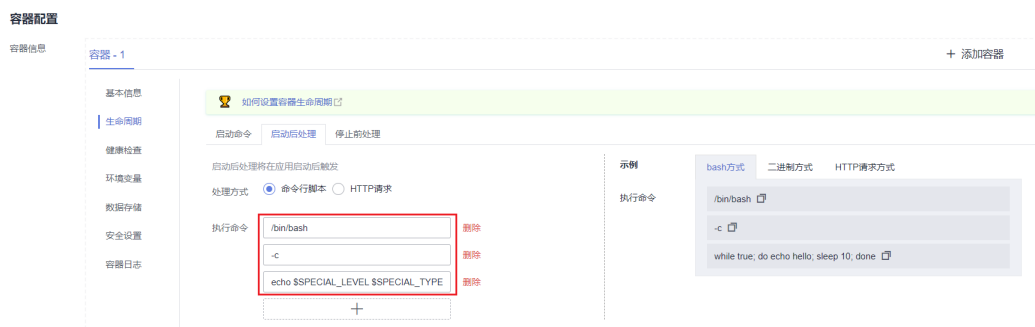 容器配置
容器信息
容器 - 1
+ 添加容器
基本信息
生命周期
健康检查
环境变量
数据存储
安全设置
容器日志
如何设置容器生命周期
启动命令 启动后处理 停止前处理
启动后处理将在应用启动后触发
处理方式 命令行脚本 HTTP请求
执行命令 /bin/bash 删除
-c 删除
echo $SPECIAL_LEVEL $SPECIAL_TYPE 删除
+
示例 bash方式 二进制方式 HTTP请求方式
执行命令 /bin/bash
-c
while true; do echo hello; sleep 10; done